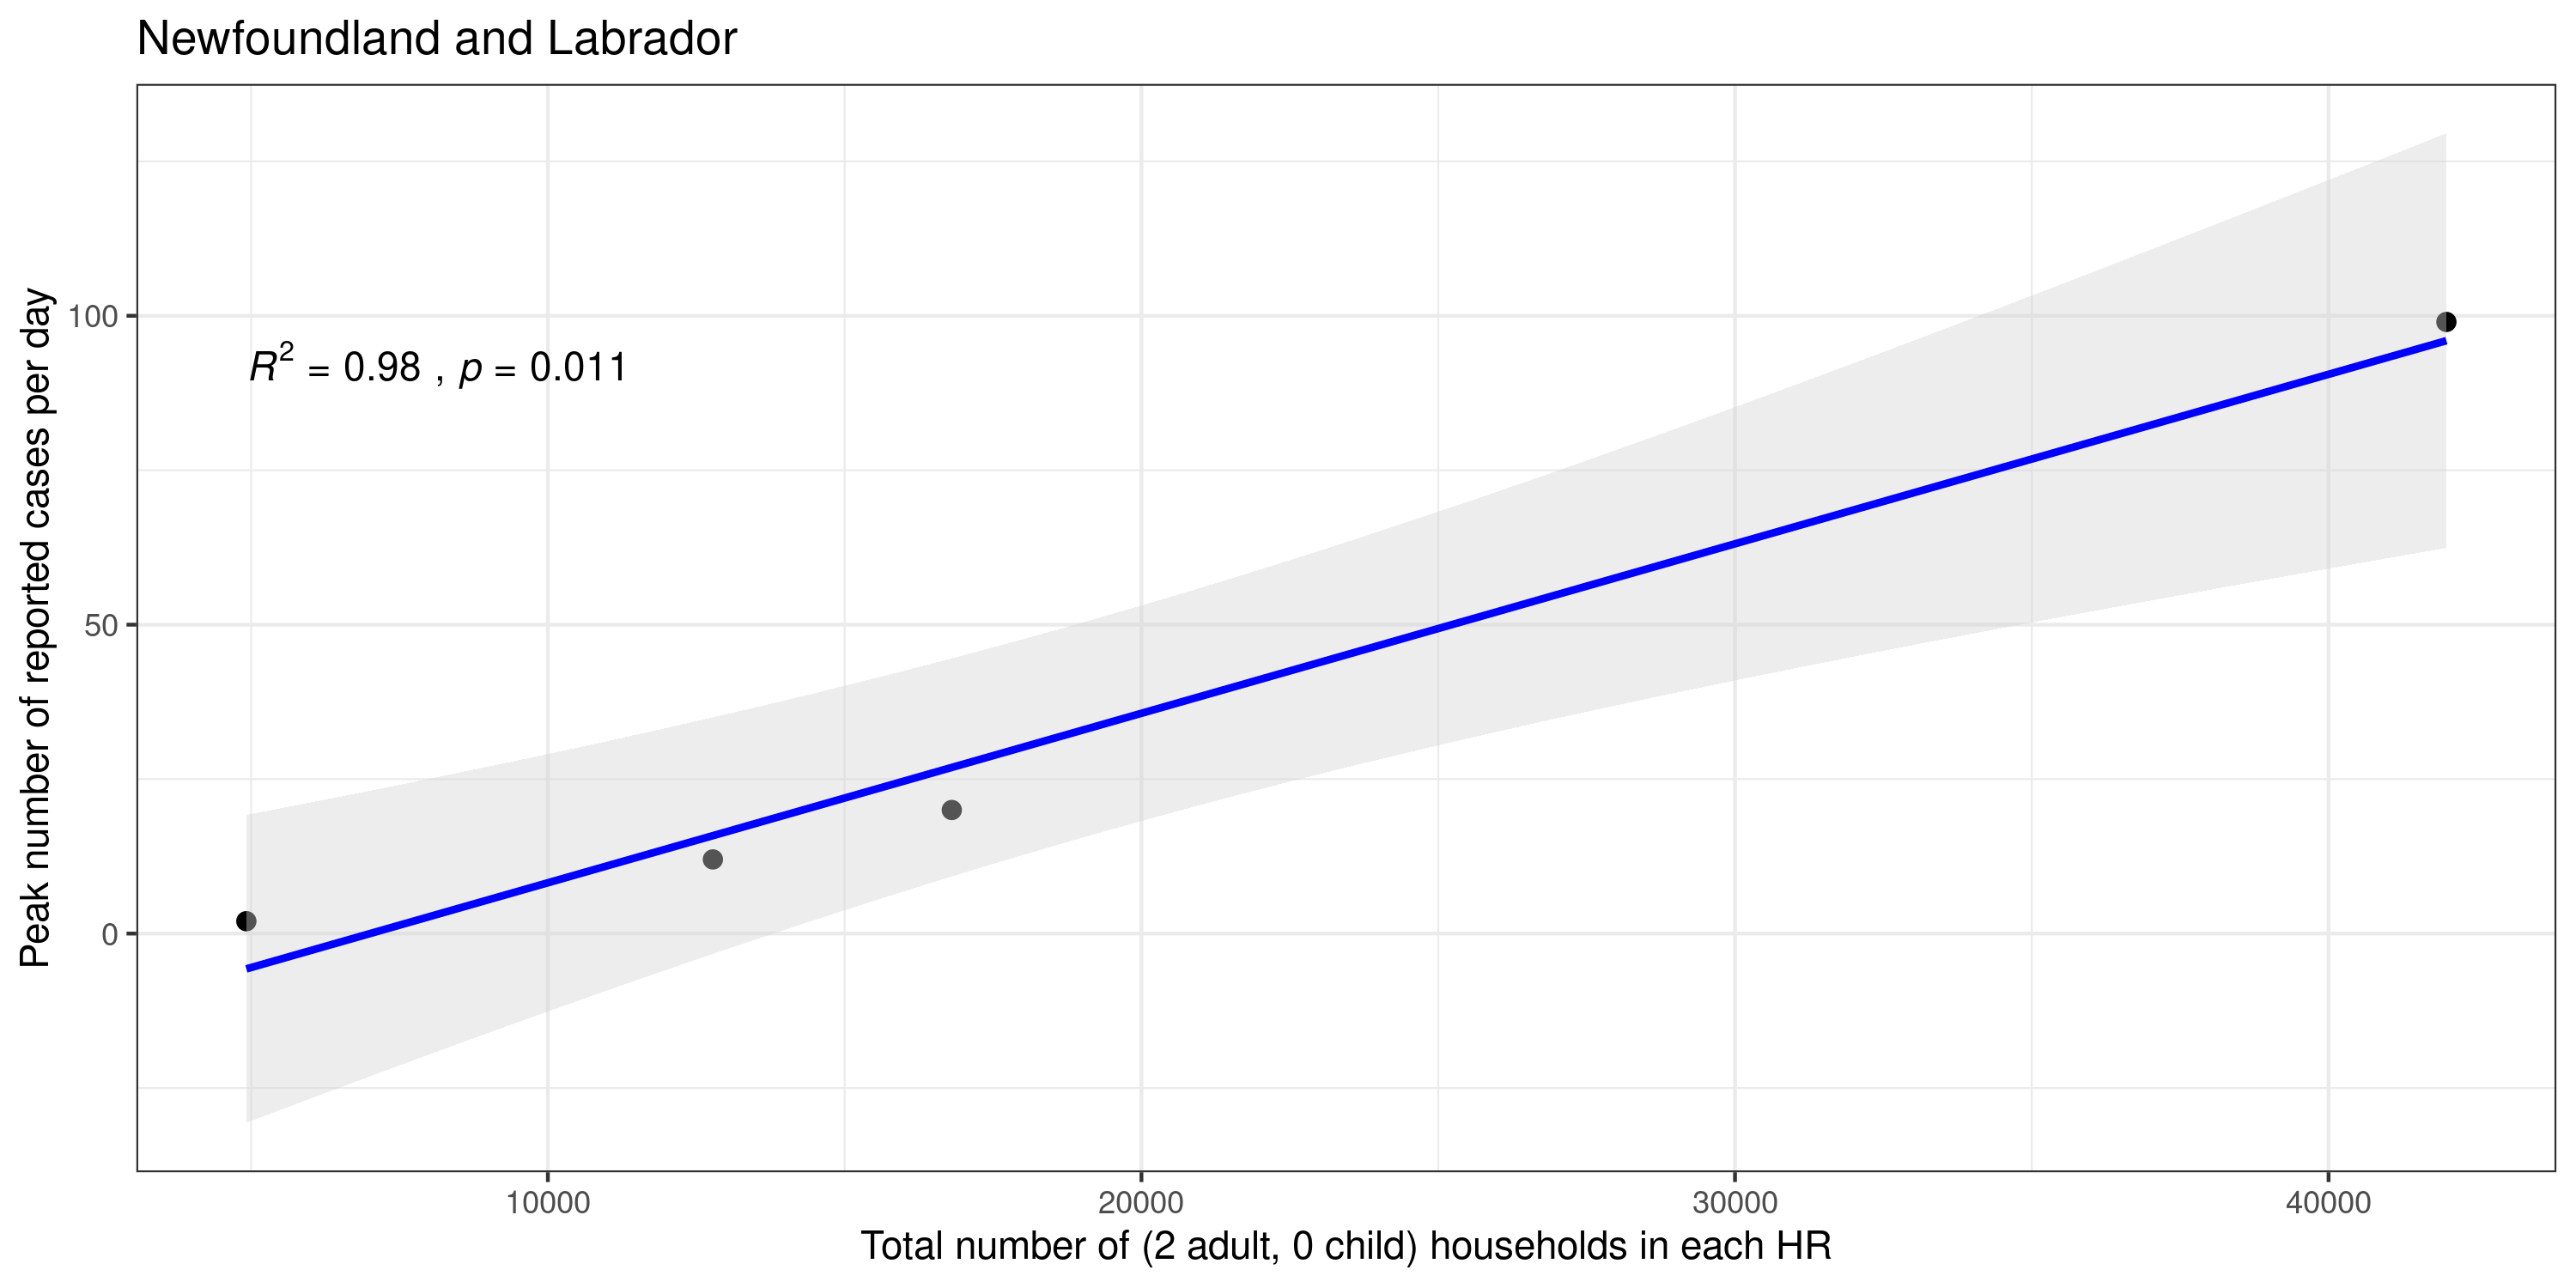 Newfoundland and Labrador
Peak number of reported cases per day
100
50
0
R² = 0.98 , p = 0.011
10000 20000 30000 40000
Total number of (2 adult, 0 child) households in each HR